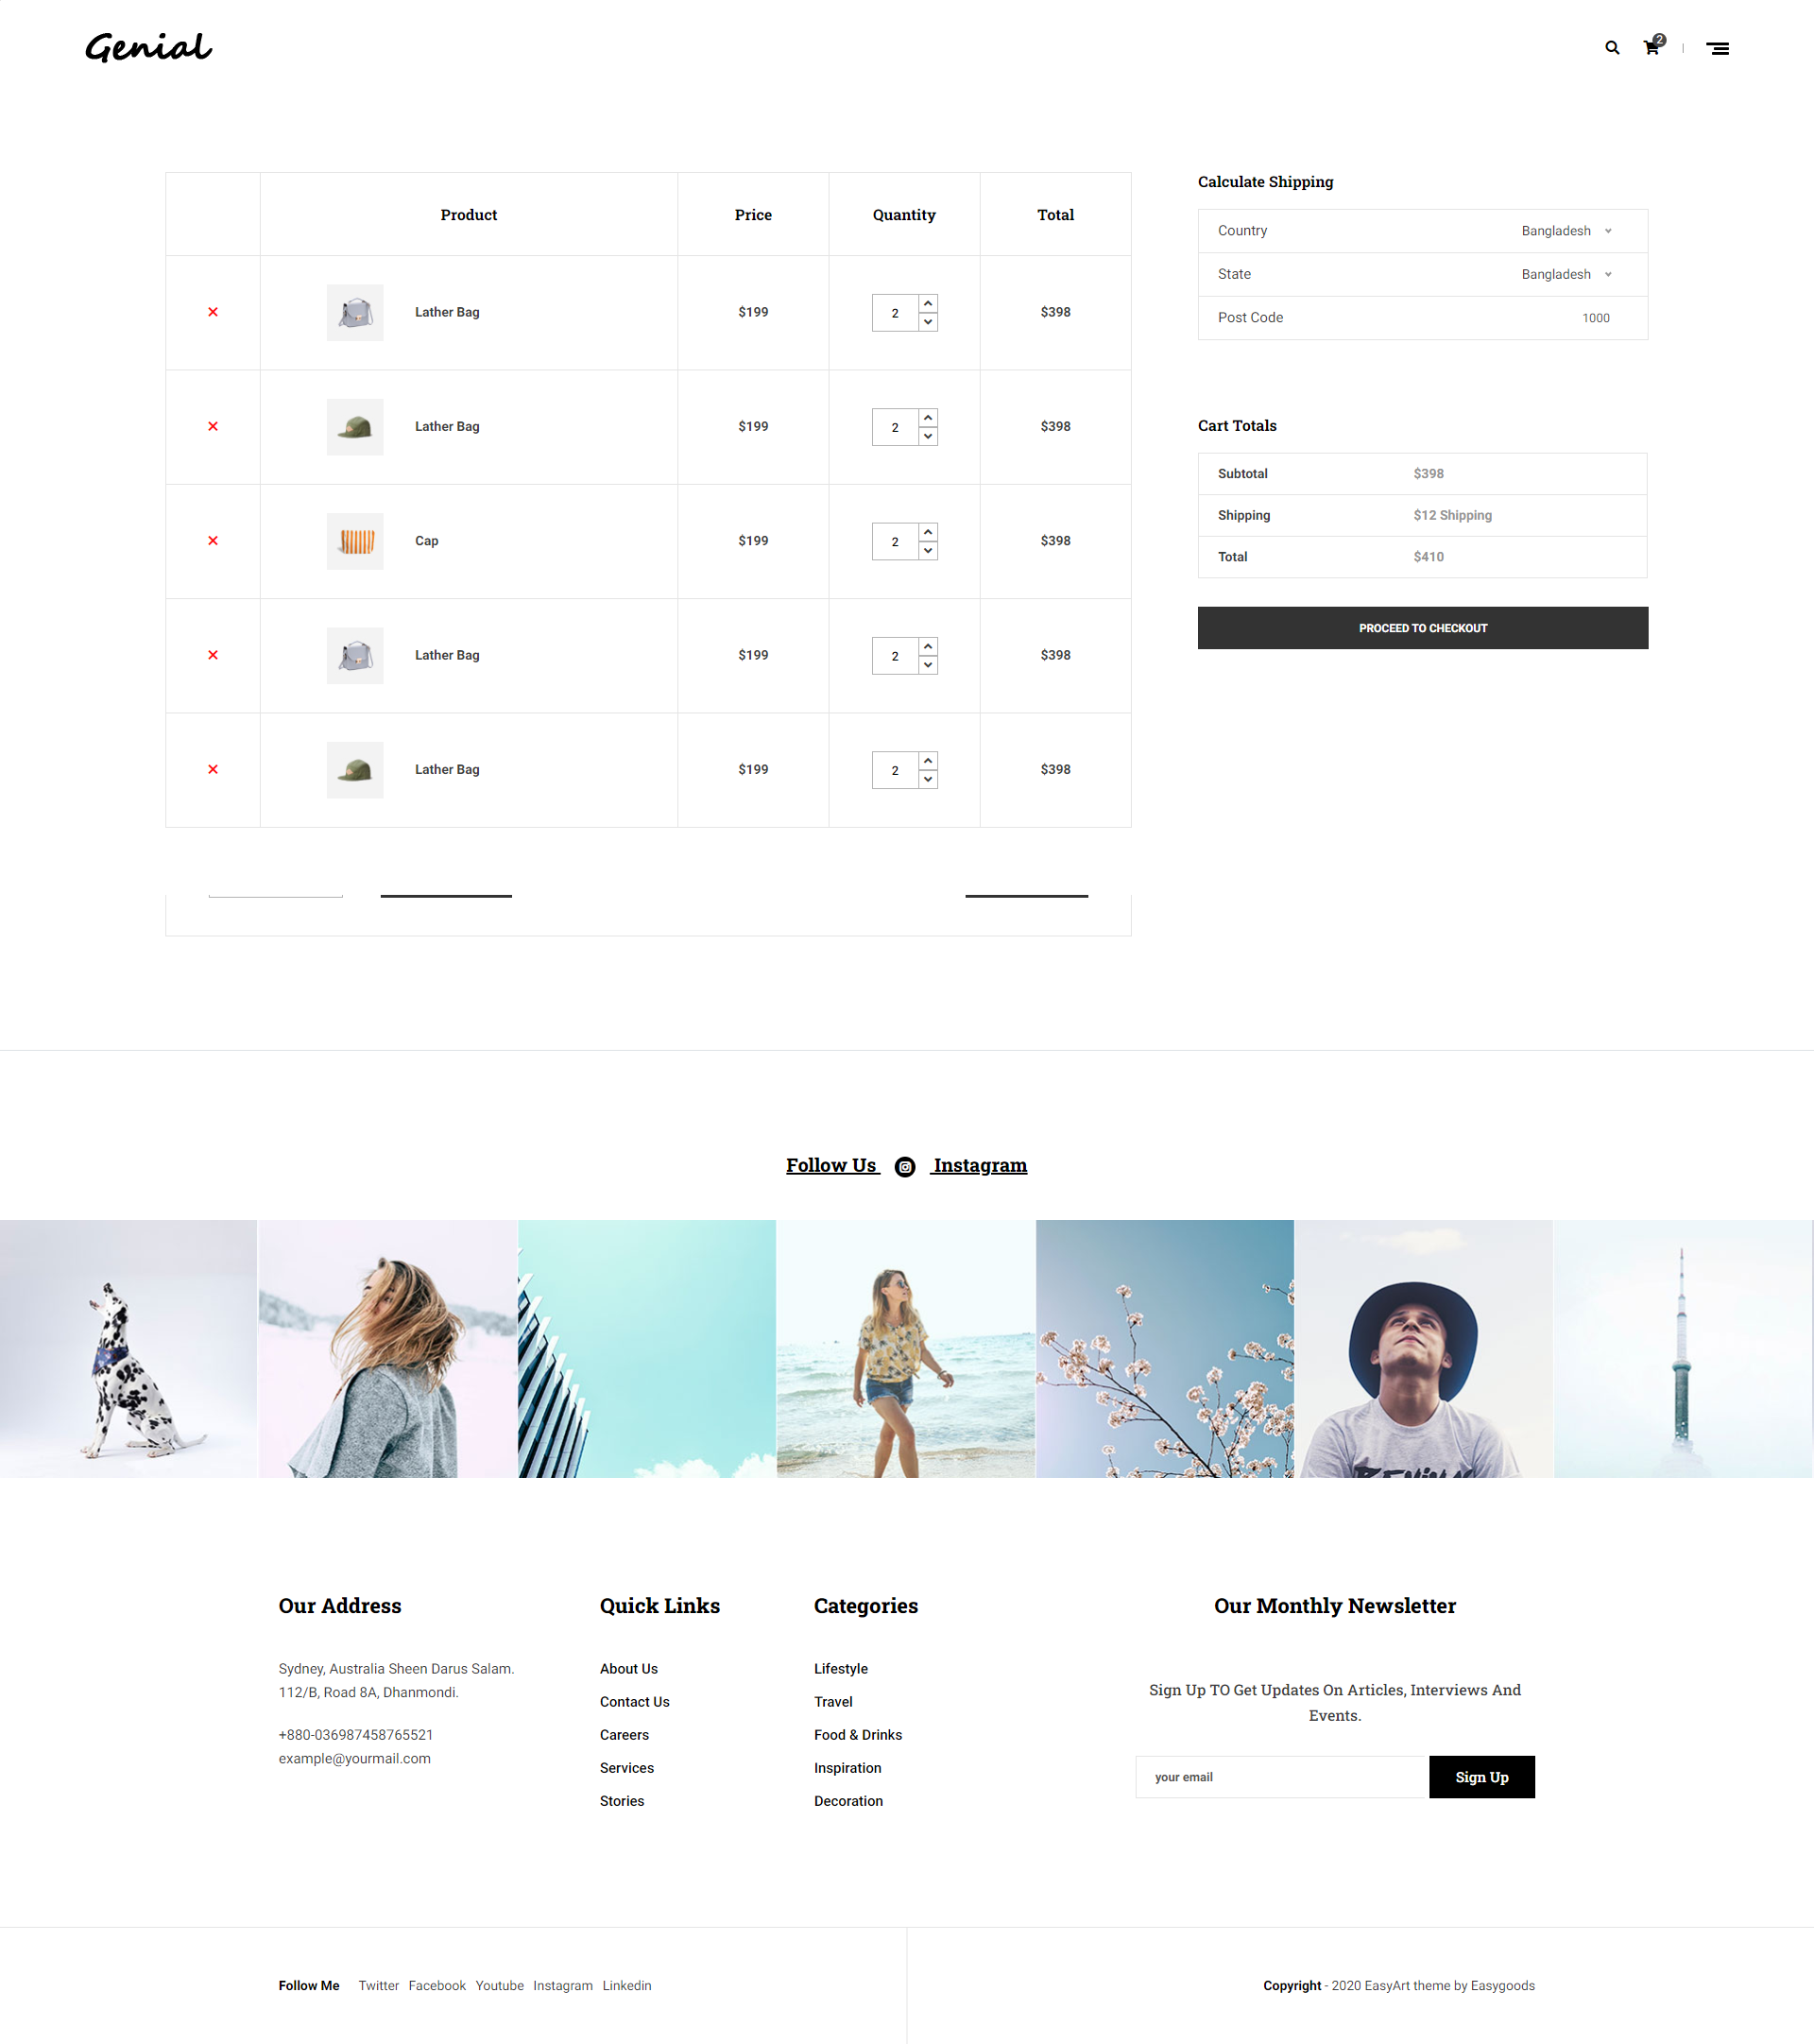 Genial
2
Product Price Quantity Total
Lather Bag $199 2 $398
Lather Bag $199 2 $398
Cap $199 2 $398
Lather Bag $199 2 $398
Lather Bag $199 2 $398
Calculate Shipping
Country Bangladesh
State Bangladesh
Post Code 1000
Cart Totals
Subtotal $398
Shipping $12 Shipping
Total $410
PROCEED TO CHECKOUT
Follow Us Instagram
Our Address
Sydney, Australia Sheen Darus Salam.
112/B, Road 8A, Dhanmondi.
+880-036987458765521
example@yourmail.com
Quick Links
About Us
Contact Us
Careers
Services
Stories
Categories
Lifestyle
Travel
Food & Drinks
Inspiration
Decoration
Our Monthly Newsletter
Sign Up TO Get Updates On Articles, Interviews And
Events.
your email Sign Up
Follow Me Twitter Facebook Youtube Instagram Linkedin
Copyright - 2020 EasyArt theme by Easygoods